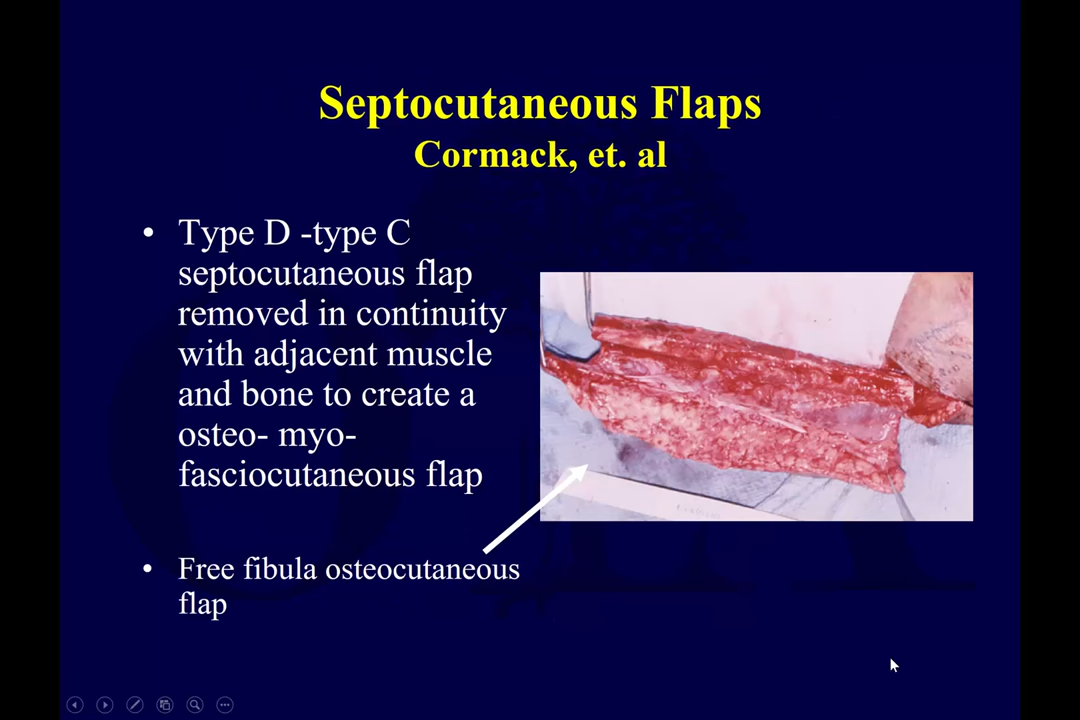 Septocutaneous Flaps
Cormack, et. al
• Type D -type C
septocutaneous flap
removed in continuity
with adjacent muscle
and bone to create a
osteo- myo-
fasciocutaneous flap
• Free fibula osteocutaneous
flap